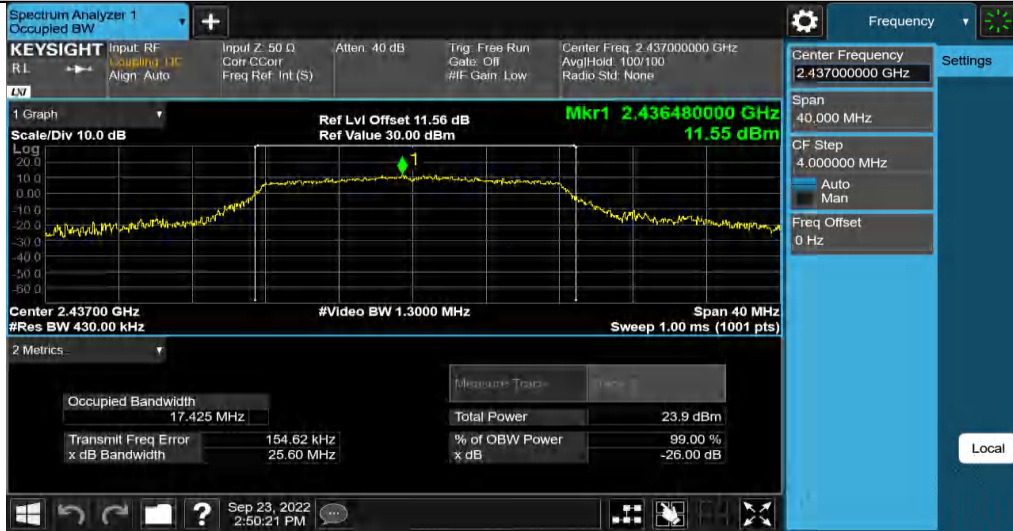 Spectrum Analyzer 1
Occupied BW
Frequency
KEYSIGHT
RL
LXI
Input: RF
Coupling: DC
Align: Auto
Input Z: 50 Ω
Corr CCorr
Freq Ref: Int (S)
Atten: 40 dB
Trig: Free Run
Gate: Off
#IF Gain: Low
Center Freq: 2.437000000 GHz
Avg|Hold: 100/100
Radio Std: None
Center Frequency
2.437000000 GHz
Settings
Span
40.000 MHz
CF Step
4.000000 MHz
Auto
Man
Freq Offset
0 Hz
Local
1 Graph
Scale/Div 10.0 dB
Ref Lvl Offset 11.56 dB
Ref Value 30.00 dBm
Mkr1 2.436480000 GHz
11.55 dBm
Log
20.0
10.0
0.00
-10.0
-20.0
-30.0
-40.0
-50.0
-60.0
1
Center 2.43700 GHz
#Video BW 1.3000 MHz
Span 40 MHz
#Res BW 430.00 kHz
Sweep 1.00 ms (1001 pts)
2 Metrics
Measure Trace
Occupied Bandwidth
17.425 MHz
Total Power 23.9 dBm
Transmit Freq Error 154.62 kHz
% of OBW Power 99.00 %
x dB Bandwidth 25.60 MHz
x dB -26.00 dB
?
Sep 23, 2022
2:50:21 PM